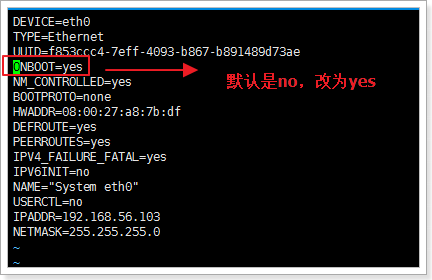 DEVICE=eth0
TYPE=Ethernet
UUID=f853ccc4-7eff-4093-b867-b891489d73ae
ONBOOT=yes
默认是no，改为yes
NM_CONTROLLED=yes
BOOTPROTO=none
HWADDR=08:00:27:a8:7b:df
DEFROUTE=yes
PEERROUTES=yes
IPV4_FAILURE_FATAL=yes
IPV6INIT=no
NAME="System eth0"
USERCTL=no
IPADDR=192.168.56.103
NETMASK=255.255.255.0
~
~